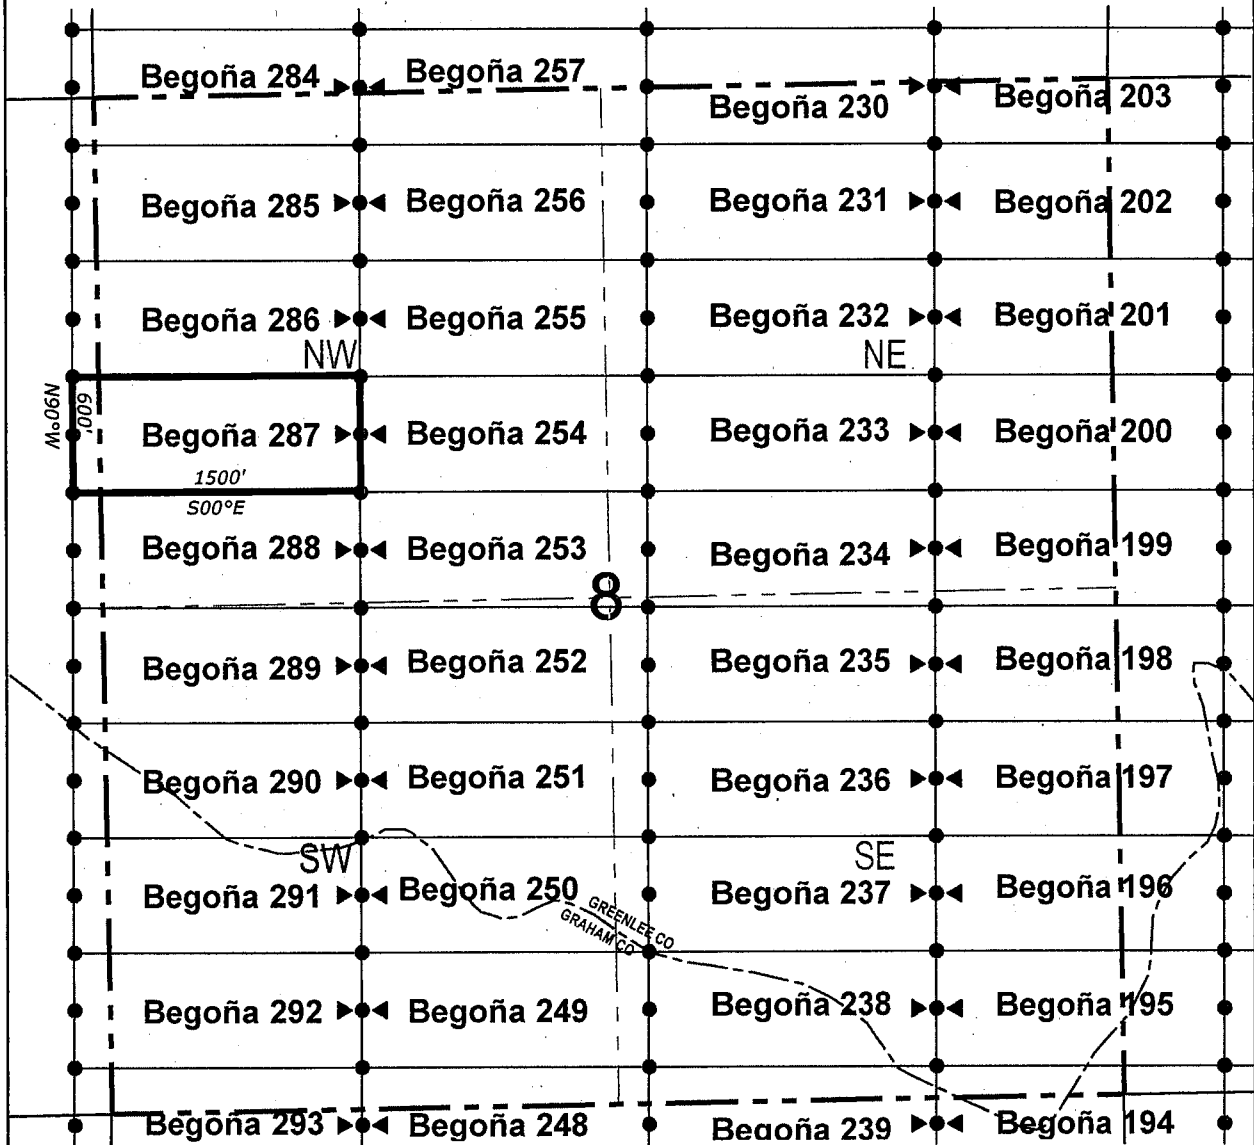 Begoña 284 Begoña 257 Begoña 230 Begoña 203
Begoña 285 Begoña 256 Begoña 231 Begoña 202
Begoña 286 Begoña 255 Begoña 232 Begoña 201
NW NE
N90°W 600' Begoña 287 Begoña 254 Begoña 233 Begoña 200
1500'
S00°E
Begoña 288 Begoña 253 Begoña 234 Begoña 199
8
Begoña 289 Begoña 252 Begoña 235 Begoña 198
Begoña 290 Begoña 251 Begoña 236 Begoña 197
SW SE
Begoña 291 Begoña 250 Begoña 237 Begoña 196
GREENLEE CO
GRAHAM CO
Begoña 292 Begoña 249 Begoña 238 Begoña 195
Begoña 293 Begoña 248 Begoña 239 Begoña 194